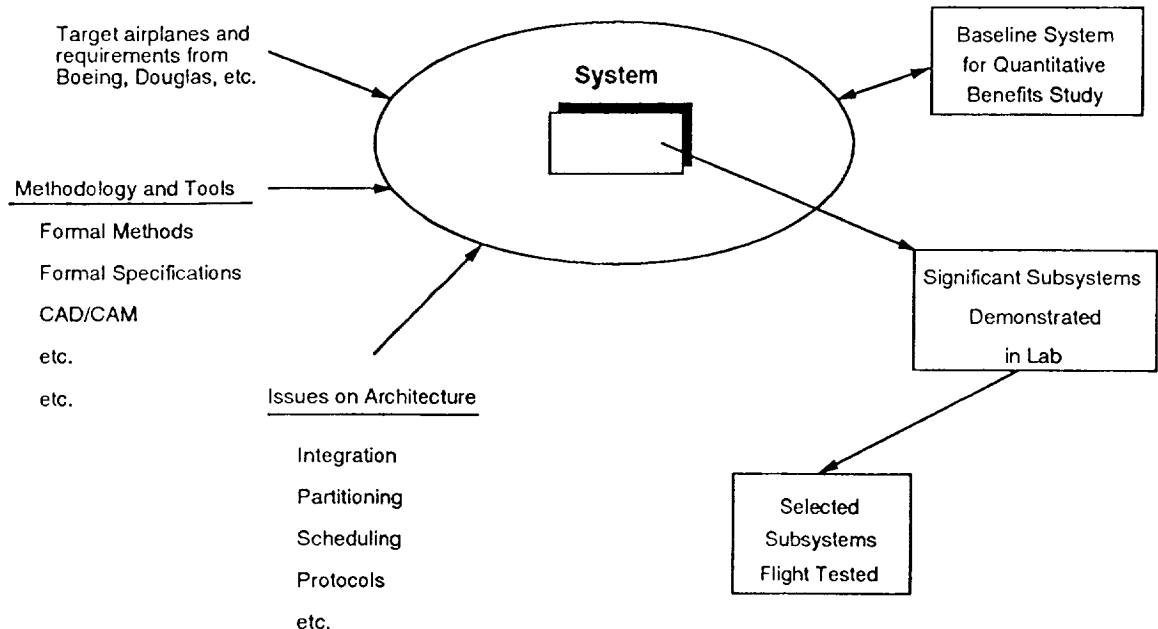 Target airplanes and
requirements from
Boeing, Douglas, etc.
System
Baseline System
for Quantitative
Benefits Study
Methodology and Tools
Formal Methods
Formal Specifications
CAD/CAM
etc.
etc.
Issues on Architecture
Integration
Partitioning
Scheduling
Protocols
etc.
Significant Subsystems
Demonstrated
in Lab
Selected
Subsystems
Flight Tested